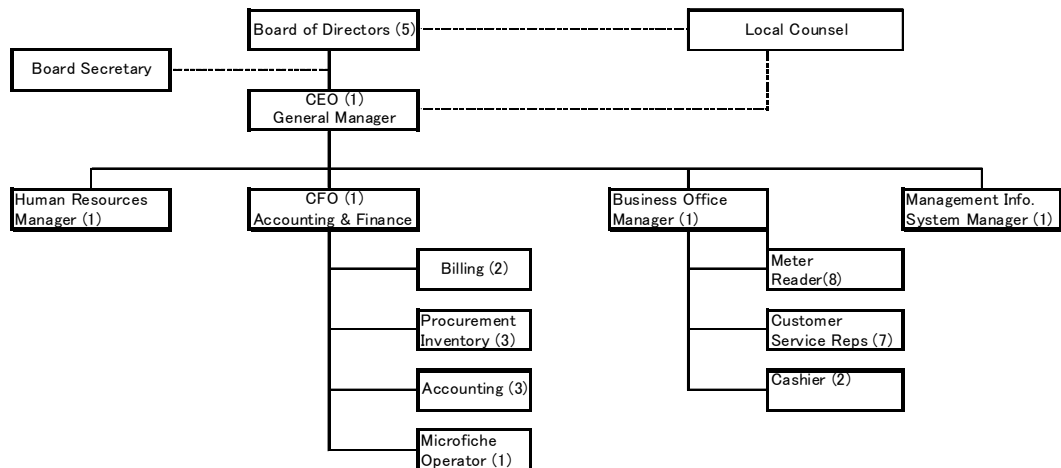 Board of Directors (5)
Local Counsel
Board Secretary
CEO (1)
General Manager
Human Resources
Manager (1)
CFO (1)
Accounting & Finance
Business Office
Manager (1)
Management Info.
System Manager (1)
Billing (2)
Procurement
Inventory (3)
Accounting (3)
Microfiche
Operator (1)
Meter
Reader(8)
Customer
Service Reps (7)
Cashier (2)